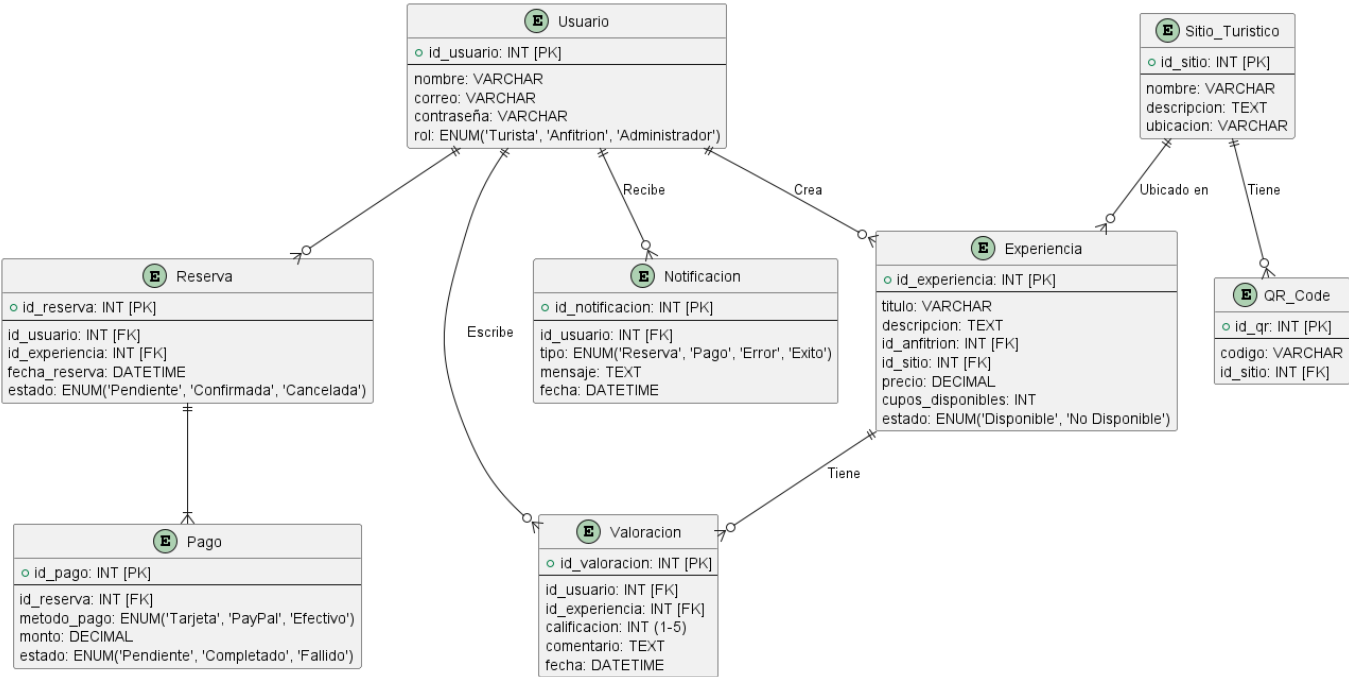 E Usuario
id_usuario: INT [PK]
nombre: VARCHAR
correo: VARCHAR
contraseña: VARCHAR
rol: ENUM('Turista', 'Anfitrion', 'Administrador')
E Sitio_Turistico
id_sitio: INT [PK]
nombre: VARCHAR
descripcion: TEXT
ubicacion: VARCHAR
Recibe
Crea
Ubicado en
Tiene
E Reserva
id_reserva: INT [PK]
id_usuario: INT [FK]
id_experiencia: INT [FK]
fecha_reserva: DATETIME
estado: ENUM('Pendiente', 'Confirmada', 'Cancelada')
Escribe
E Notificacion
id_notificacion: INT [PK]
id_usuario: INT [FK]
tipo: ENUM('Reserva', 'Pago', 'Error', 'Exito')
mensaje: TEXT
fecha: DATETIME
E Experiencia
id_experiencia: INT [PK]
titulo: VARCHAR
descripcion: TEXT
id_anfitrion: INT [FK]
id_sitio: INT [FK]
precio: DECIMAL
cupos_disponibles: INT
estado: ENUM('Disponible', 'No Disponible')
E QR_Code
id_qr: INT [PK]
codigo: VARCHAR
id_sitio: INT [FK]
Tiene
E Pago
id_pago: INT [PK]
id_reserva: INT [FK]
metodo_pago: ENUM('Tarjeta', 'PayPal', 'Efectivo')
monto: DECIMAL
estado: ENUM('Pendiente', 'Completado', 'Fallido')
E Valoracion
id_valoracion: INT [PK]
id_usuario: INT [FK]
id_experiencia: INT [FK]
calificacion: INT (1-5)
comentario: TEXT
fecha: DATETIME